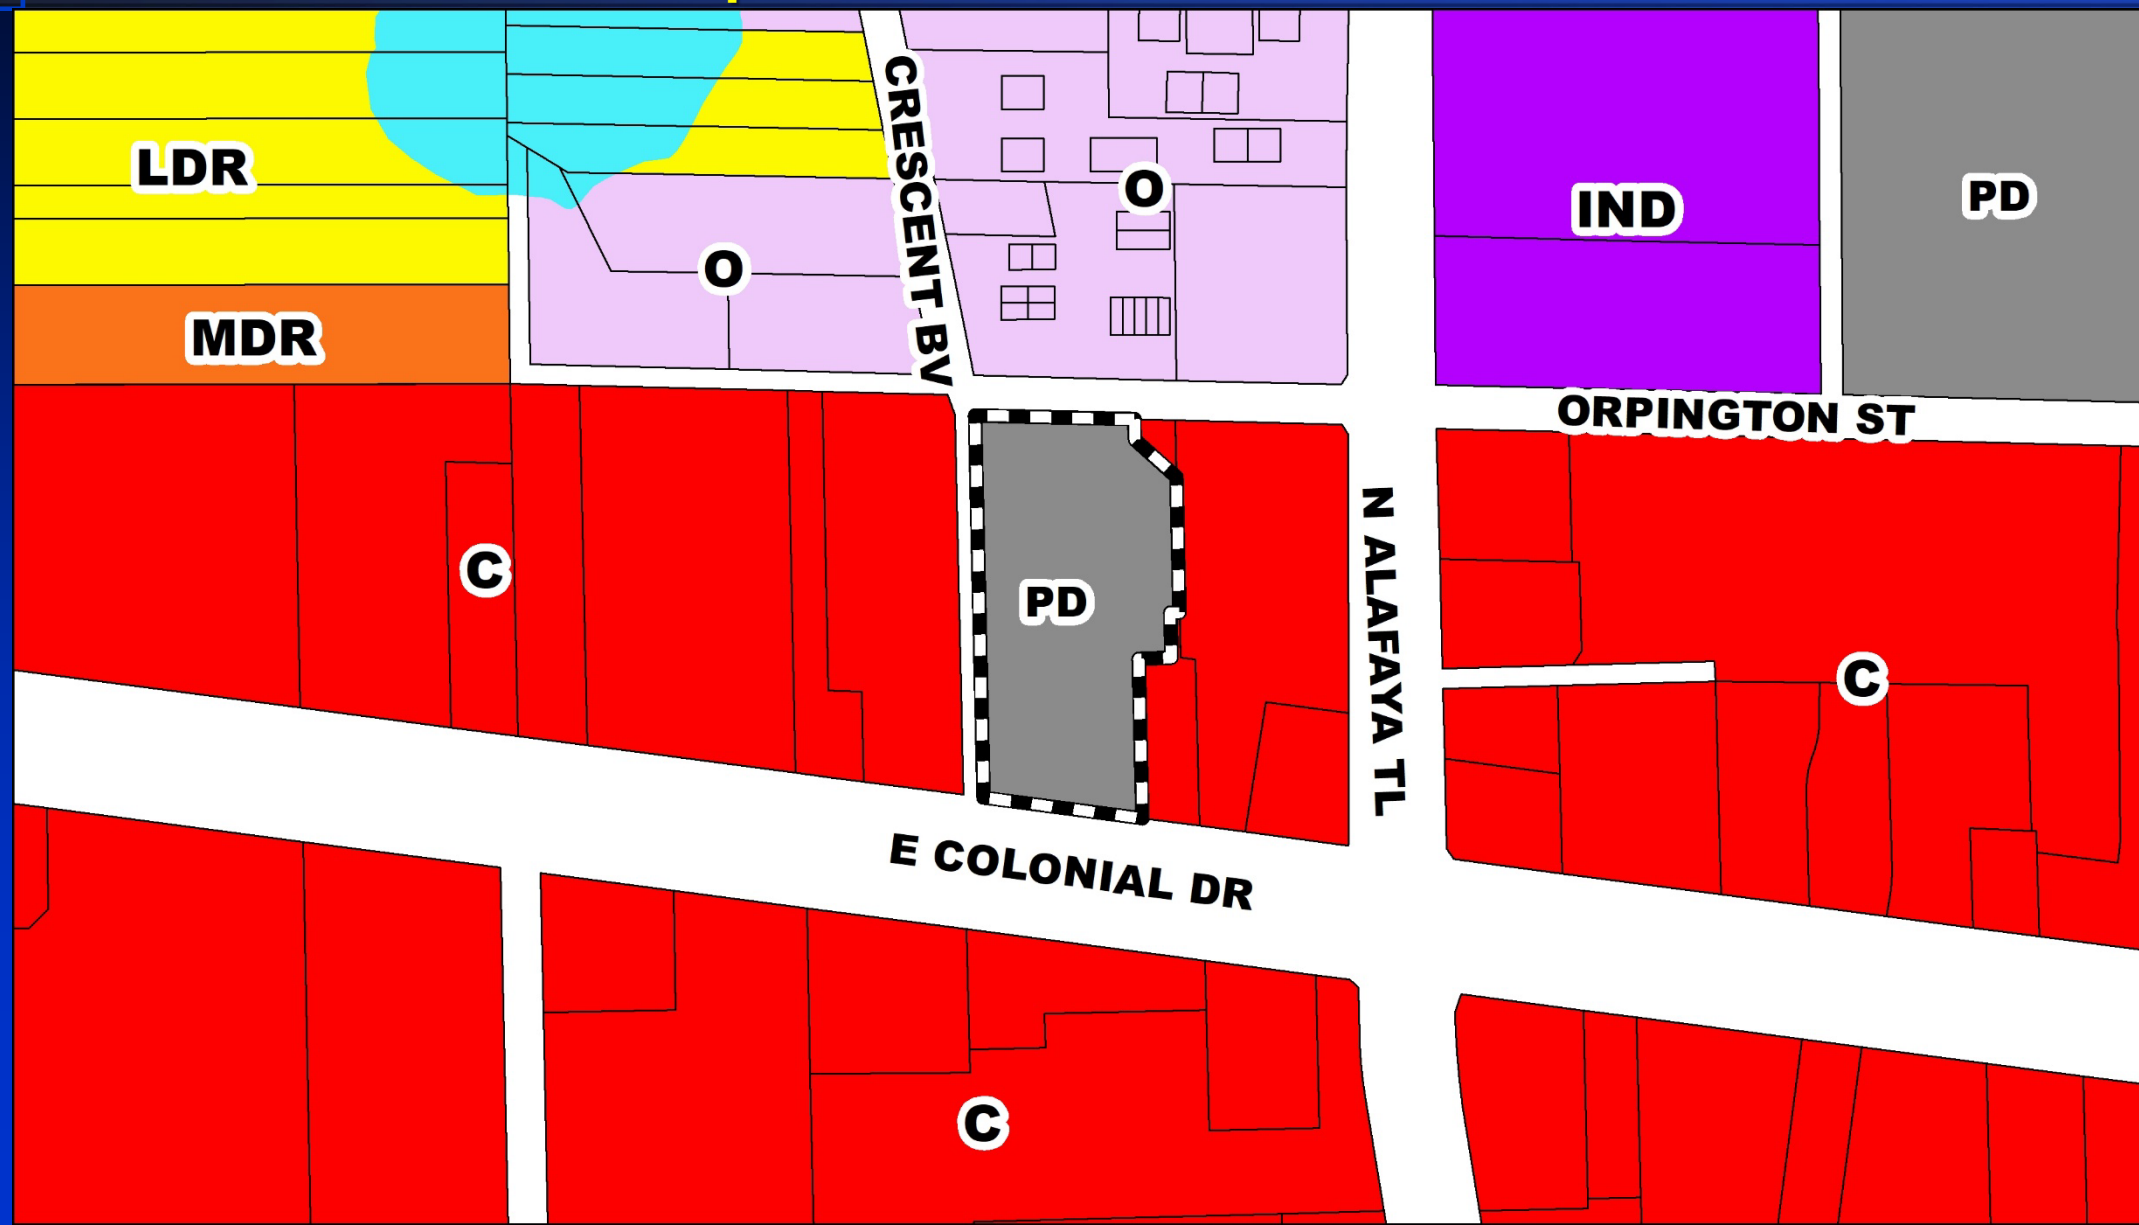 CRESCENT BV
LDR
O
IND
PD
O
MDR
ORPINGTON ST
C
PD
N ALAFAYA TL
C
E COLONIAL DR
C